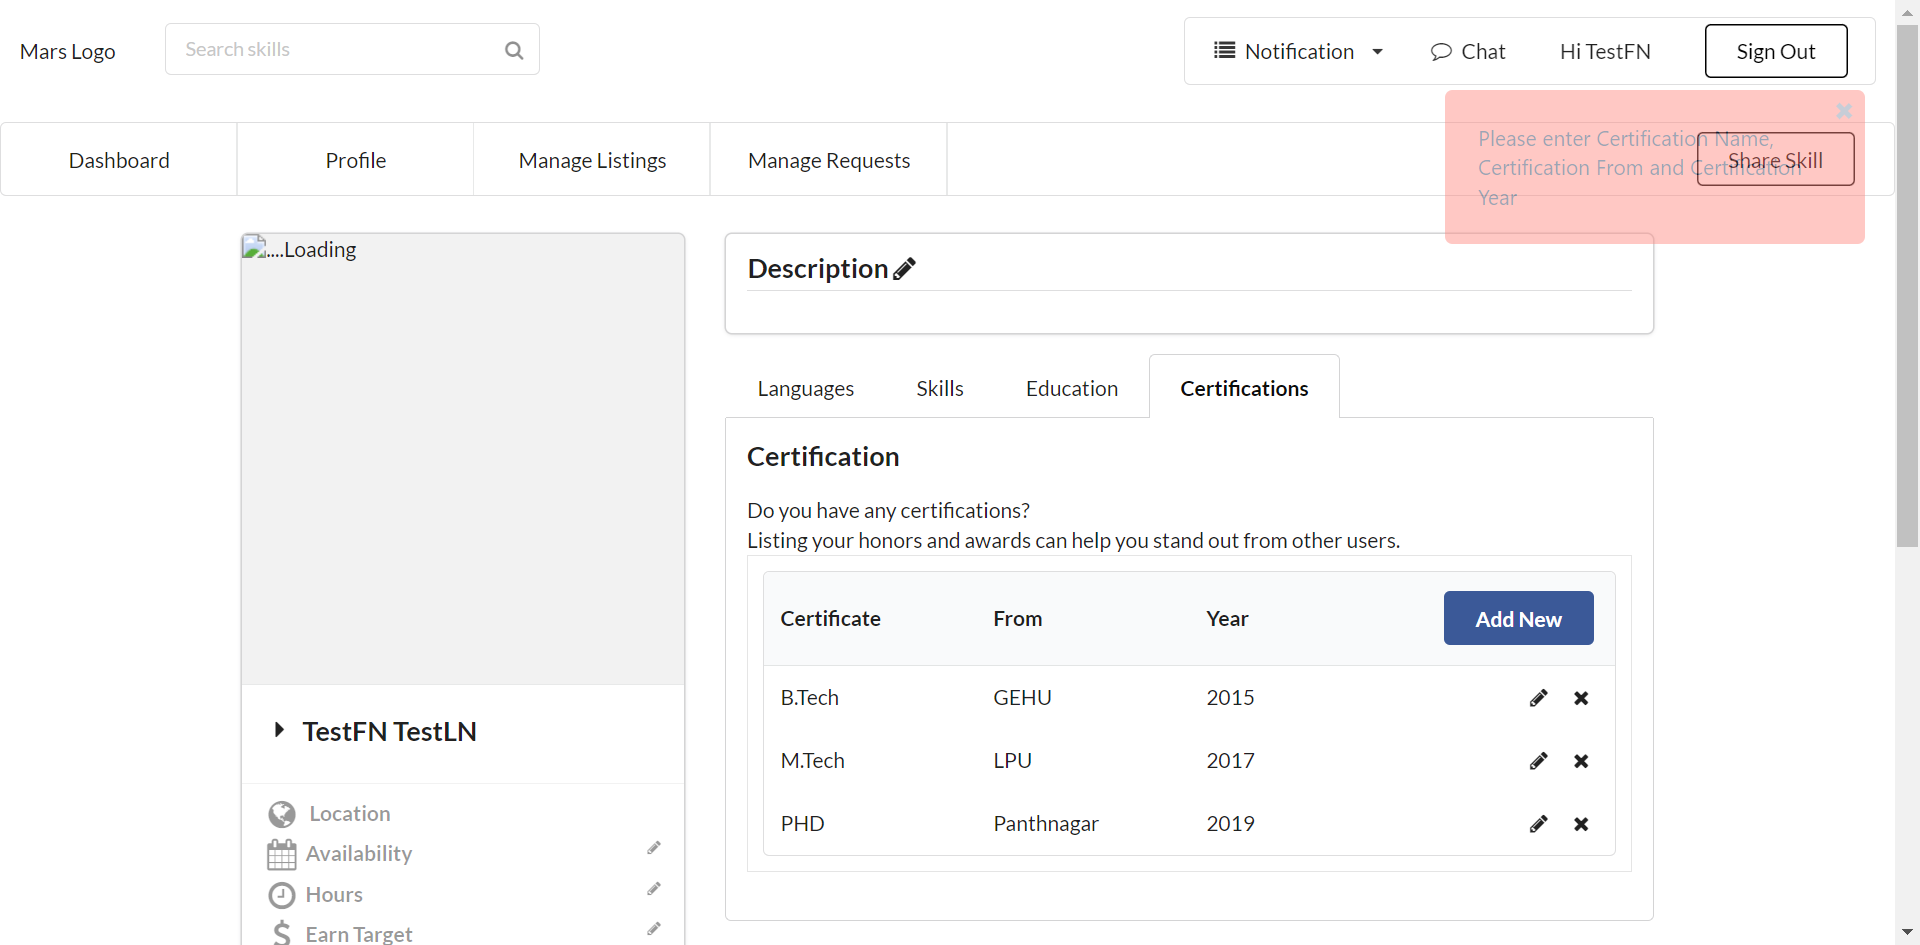 Mars Logo
Search skills
Notification
Chat
Hi TestFN
Sign Out
Please enter Certification Name,
Certification From and Certification
Year
Dashboard
Profile
Manage Listings
Manage Requests
Share Skill
....Loading
Description
Languages
Skills
Education
Certifications
Certification
Do you have any certifications?
Listing your honors and awards can help you stand out from other users.
Certificate From Year Add New
B.Tech GEHU 2015
M.Tech LPU 2017
PHD Panthnagar 2019
TestFN TestLN
Location
Availability
Hours
Earn Target